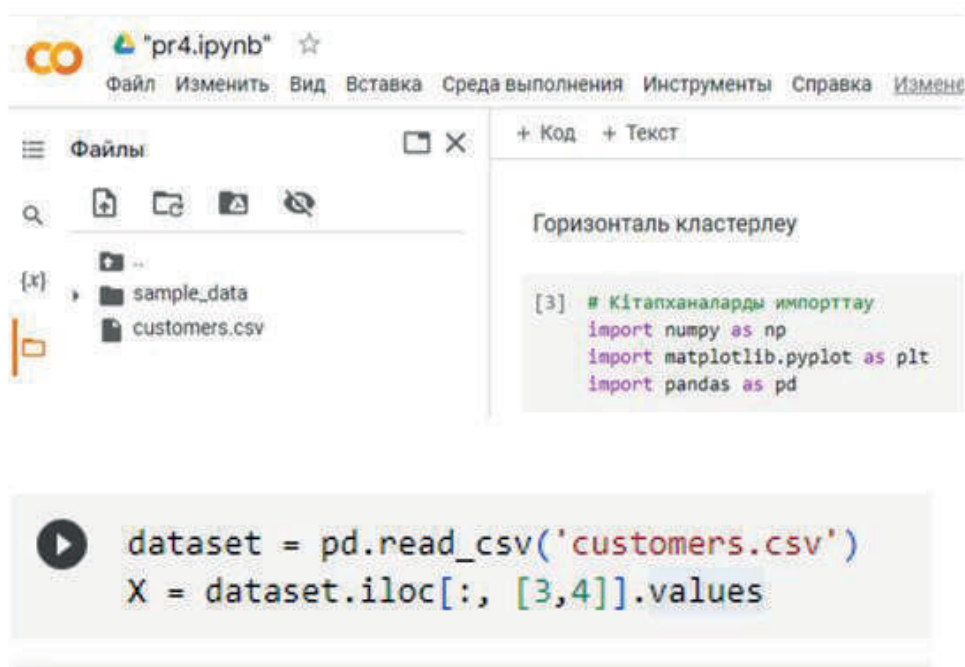 "pr4.ipynb"
Файл Изменить Вид Вставка Среда выполнения Инструменты Справка Измене
Файлы
+ Код + Текст
{x}
..
sample_data
customers.csv
Горизонталь кластерлеу
[3] # Кітапханаларды импорттау
import numpy as np
import matplotlib.pyplot as plt
import pandas as pd
dataset = pd.read_csv('customers.csv')
X = dataset.iloc[:, [3,4]].values